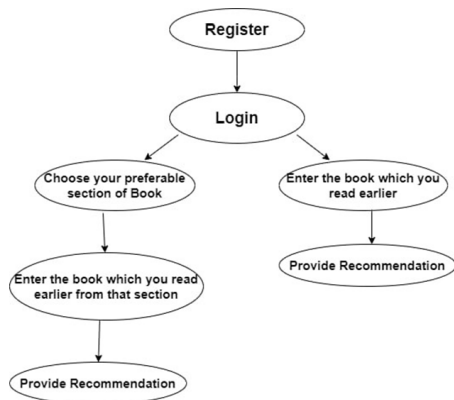 Register
Login
Choose your preferable
section of Book
Enter the book which you
read earlier
Enter the book which you read
earlier from that section
Provide Recommendation
Provide Recommendation